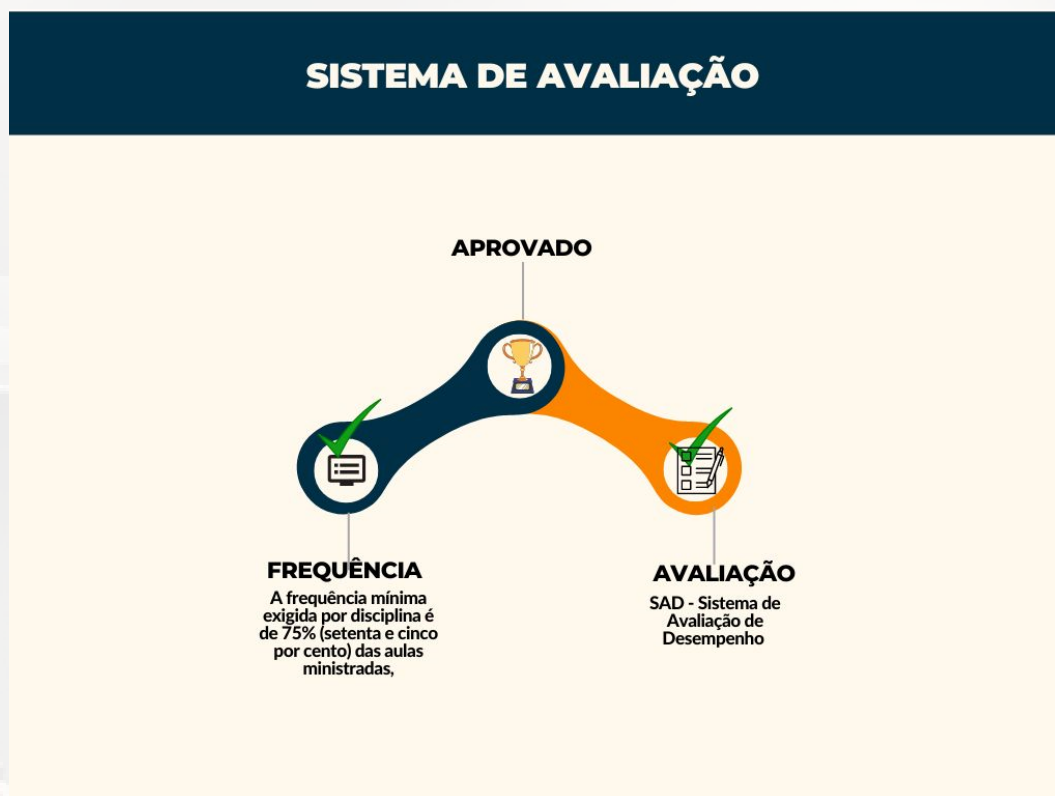 SISTEMA DE AVALIAÇÃO
APROVADO
FREQUÊNCIA
A frequência mínima
exigida por disciplina é
de 75% (setenta e cinco
por cento) das aulas
ministradas,
AVALIAÇÃO
SAD - Sistema de
Avaliação de
Desempenho